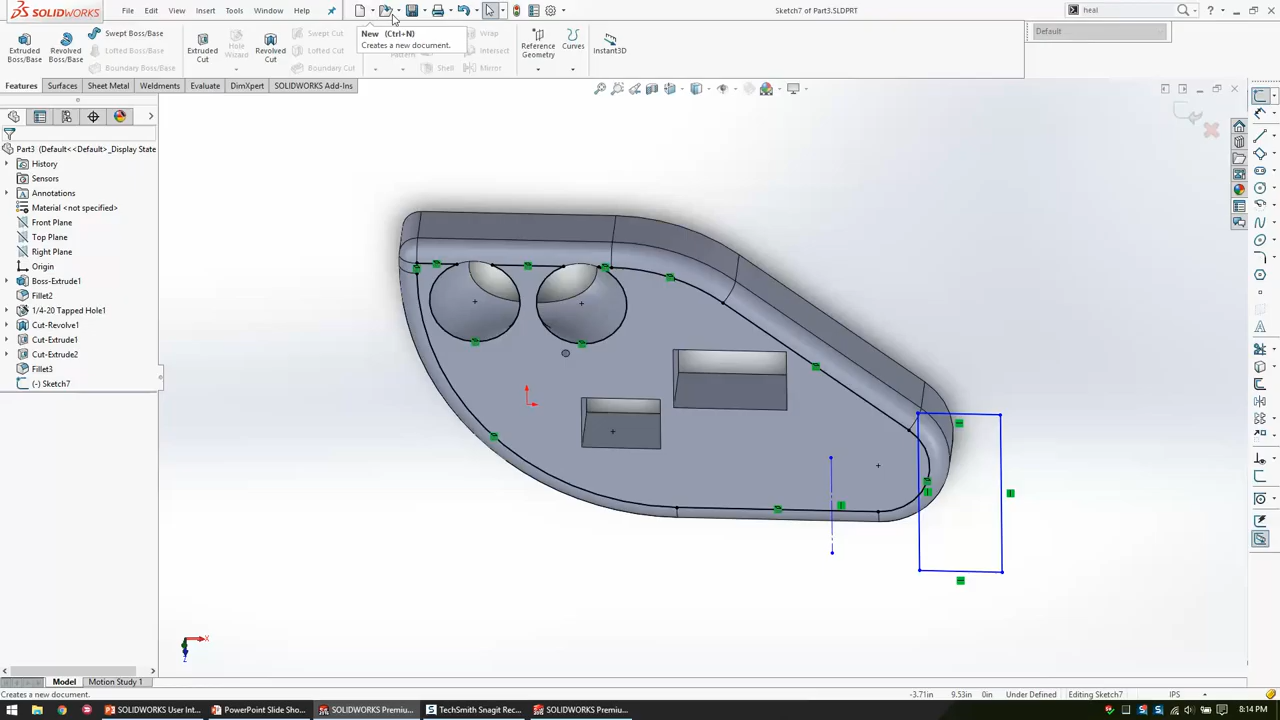 SOLIDWORKS File Edit View Insert Tools Window Help Sketch7 of Part3.SLDPRT heal
New (Ctrl+N)
Creates a new document.
Default
Extruded Boss/Base Revolved Boss/Base Swept Boss/Base Lofted Boss/Base Boundary Boss/Base Extruded Cut Hole Wizard Revolved Cut Swept Cut Lofted Cut Boundary Cut Pattern Wrap Intersect Shell Mirror Reference Geometry Curves Instant3D
Features Surfaces Sheet Metal Weldments Evaluate DimXpert SOLIDWORKS Add-Ins
Part3 (Default<<Default>_Display State
History
Sensors
Annotations
Material <not specified>
Front Plane
Top Plane
Right Plane
Origin
Boss-Extrude1
Fillet2
1/4-20 Tapped Hole1
Cut-Revolve1
Cut-Extrude1
Cut-Extrude2
Fillet3
(-) Sketch7
X
Z
Model Motion Study 1
Creates a new document. -3.71in 9.53in 0in Under Defined Editing Sketch7 IPS
SOLIDWORKS User Int... PowerPoint Slide Sho... SOLIDWORKS Premiu... TechSmith Snagit Rec... SOLIDWORKS Premiu... 8:14 PM